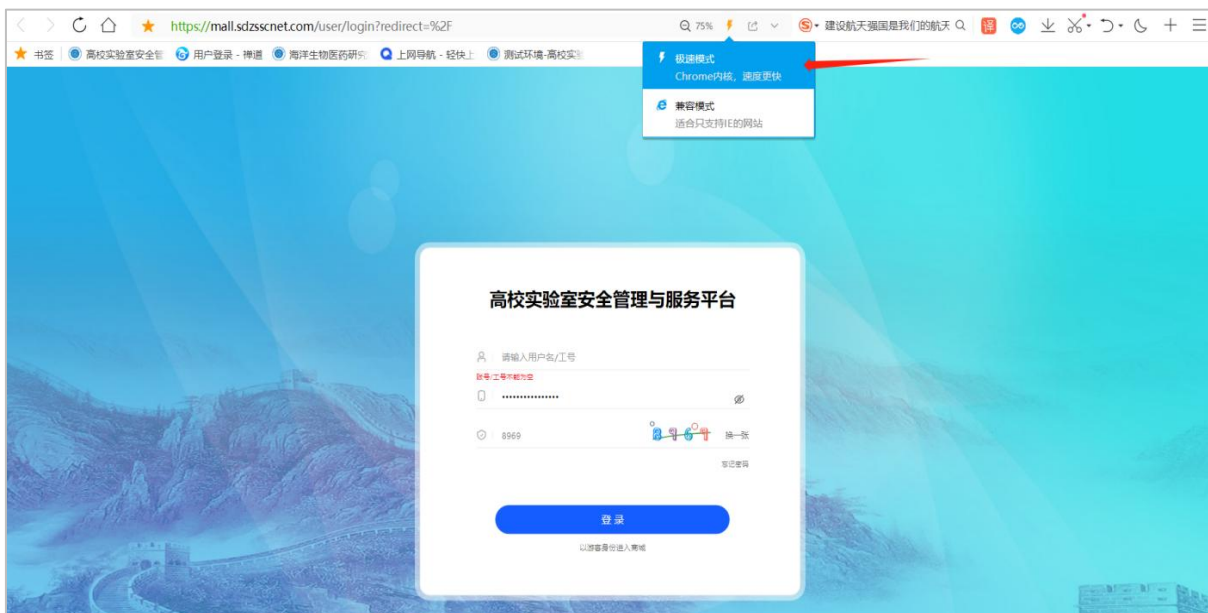 https://mall.sdzsscnet.com/user/login?redirect=%2F
75%
建设航天强国是我们的航天
译
书签
高校实验室安全管
用户登录 - 禅道
海洋生物医药研究
上网导航 - 轻快上
测试环境-高校实验
极速模式
Chrome内核，速度更快
兼容模式
适合只支持IE的网站
高校实验室安全管理与服务平台
请输入用户名/工号
账号/工号不能为空
8969
换一张
忘记密码
登 录
以游客身份进入商城